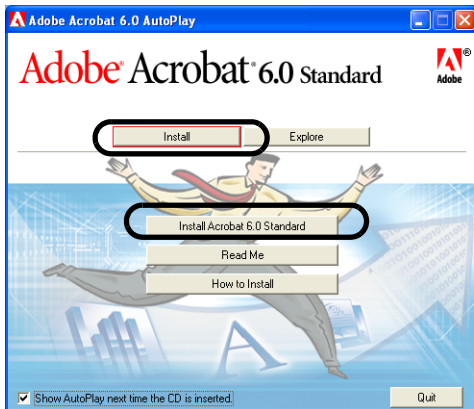 Adobe Acrobat 6.0 AutoPlay
Adobe® Acrobat® 6.0 Standard
®
Adobe
Install
Explore
Install Acrobat 6.0 Standard
Read Me
How to Install
A
Show AutoPlay next time the CD is inserted.
Quit